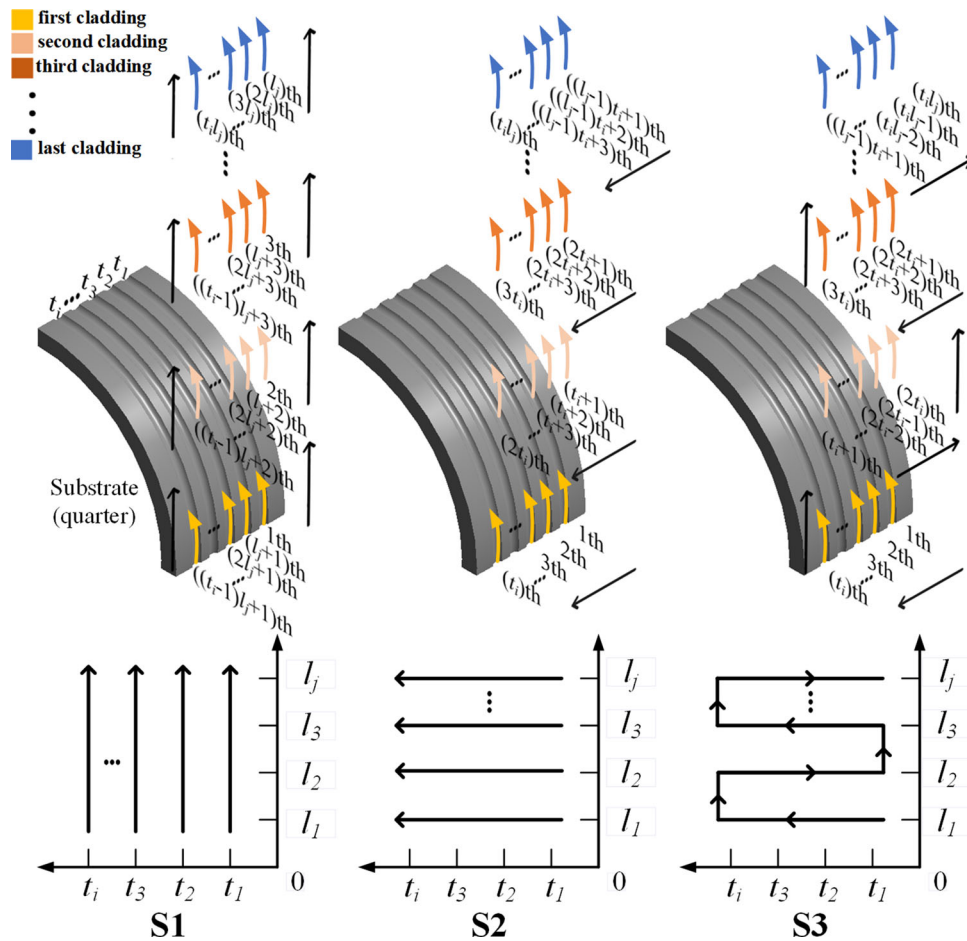 first cladding
second cladding
third cladding
last cladding
(l_j)th
(2l_j)th
(3l_j)th
...
(t_il_j)th
3th
(l_j+3)th
(2l_j+3)th
...
((t_i-1)l_j+3)th
t_i...t_3 t_2 t_1
2th
(l_j+2)th
(2l_j+2)th
...
((t_i-1)l_j+2)th
Substrate
(quarter)
1th
(l_j+1)th
(2l_j+1)th
...
((t_i-1)l_j+1)th
((l_j-1)t_i+1)th
((l_j-1)t_i+2)th
((l_j-1)t_i+3)th
...
(t_il_j)th
(2t_i+1)th
(2t_i+2)th
(2t_i+3)th
...
(3t_i)th
(t_i+1)th
(t_i+2)th
(t_i+3)th
...
(2t_i)th
1th
2th
3th
...
(t_i)th
(t_il_j)th
(t_il_j-1)th
(t_il_j-2)th
...
((l_j-1)t_i+1)th
(2t_i+1)th
(2t_i+2)th
(2t_i+3)th
...
(3t_i)th
(2t_i)th
(2t_i-1)th
(2t_i-2)th
...
(t_i+1)th
1th
2th
3th
...
(t_i)th
l_j
l_3
l_2
l_1
t_i t_3 t_2 t_1 0
S1
l_j
l_3
l_2
l_1
t_i t_3 t_2 t_1 0
S2
l_j
l_3
l_2
l_1
t_i t_3 t_2 t_1 0
S3